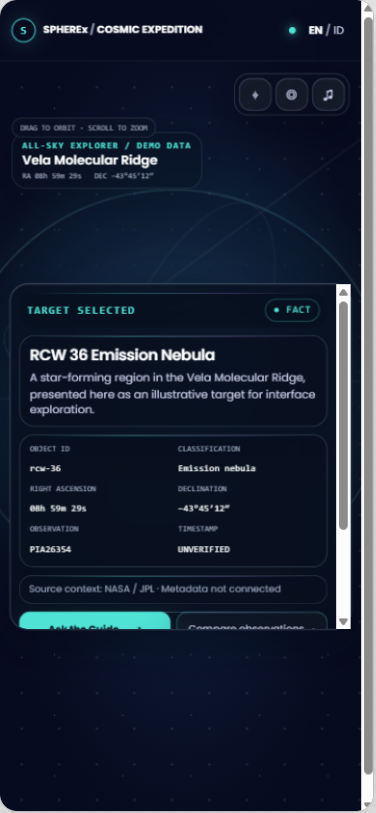 S SPHEREx / COSMIC EXPEDITION EN / ID
DRAG TO ORBIT · SCROLL TO ZOOM
ALL-SKY EXPLORER / DEMO DATA
Vela Molecular Ridge
RA 08h 59m 29s DEC −43°45′12″
TARGET SELECTED
FACT
RCW 36 Emission Nebula
A star-forming region in the Vela Molecular Ridge,
presented here as an illustrative target for interface
exploration.
OBJECT ID CLASSIFICATION
rcw-36 Emission nebula
RIGHT ASCENSION DECLINATION
08h 59m 29s −43°45′12″
OBSERVATION TIMESTAMP
PIA26354 UNVERIFIED
Source context: NASA / JPL · Metadata not connected
Ask the Guide Compare observations